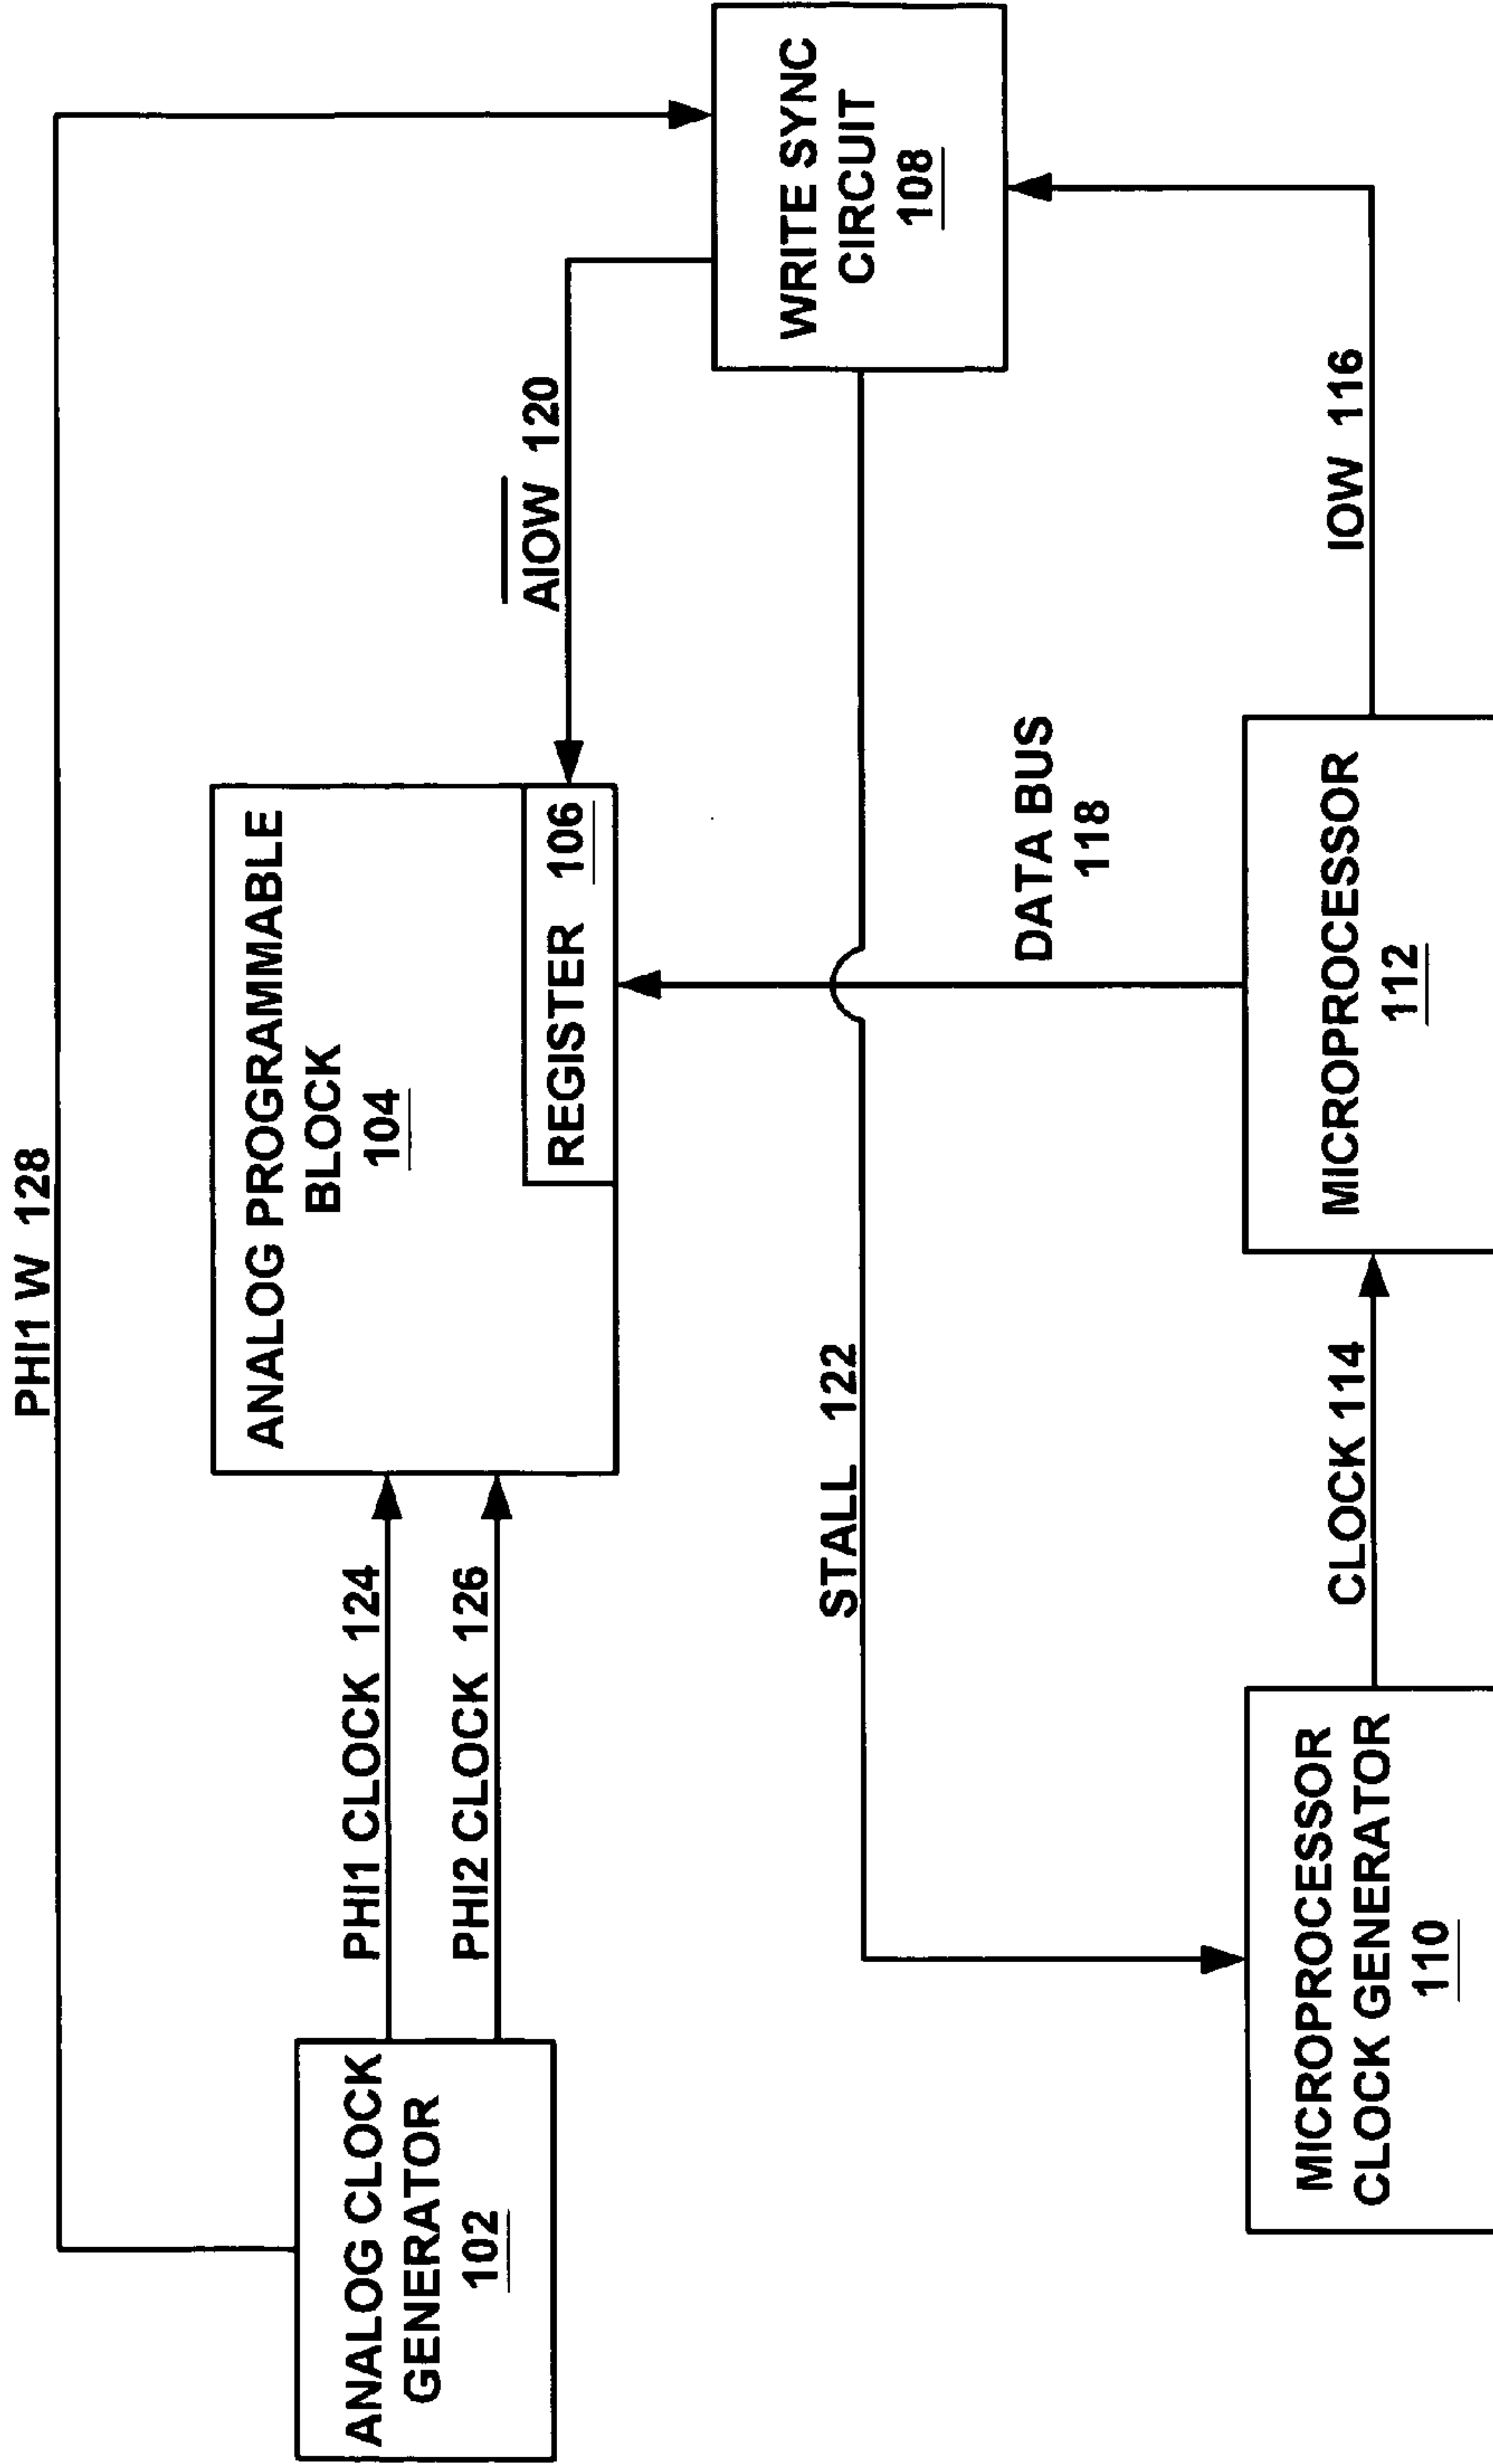 PHI1 W 128
ANALOG CLOCK
GENERATOR
102
PHI1 CLOCK 124
PHI2 CLOCK 126
ANALOG PROGRAMMABLE
BLOCK
104
REGISTER 106
AIOW 120
WRITE SYNC
CIRCUIT
108
STALL 122
DATA BUS
118
MICROPROCESSOR
CLOCK GENERATOR
110
CLOCK 114
MICROPROCESSOR
112
IOW 116